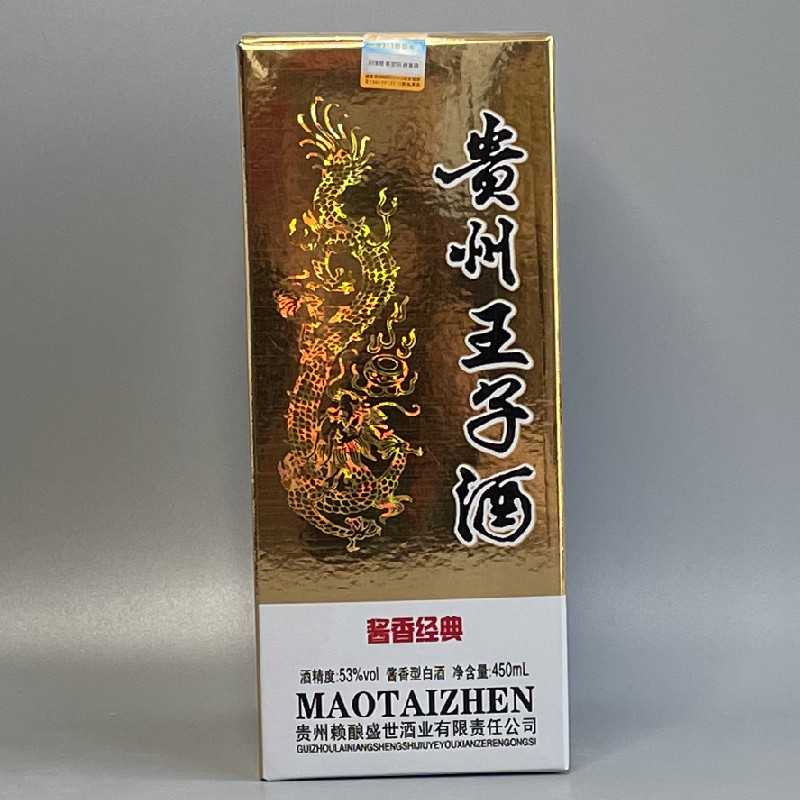 贵州王子酒
酱香经典
酒精度:53%vol 酱香型白酒 净含量:450mL
MAOTAIZHEN
贵州赖酿盛世酒业有限责任公司
GUIZHOULAINIANGSHENGSHIJIUYEYOUXIANZERENGONGSI